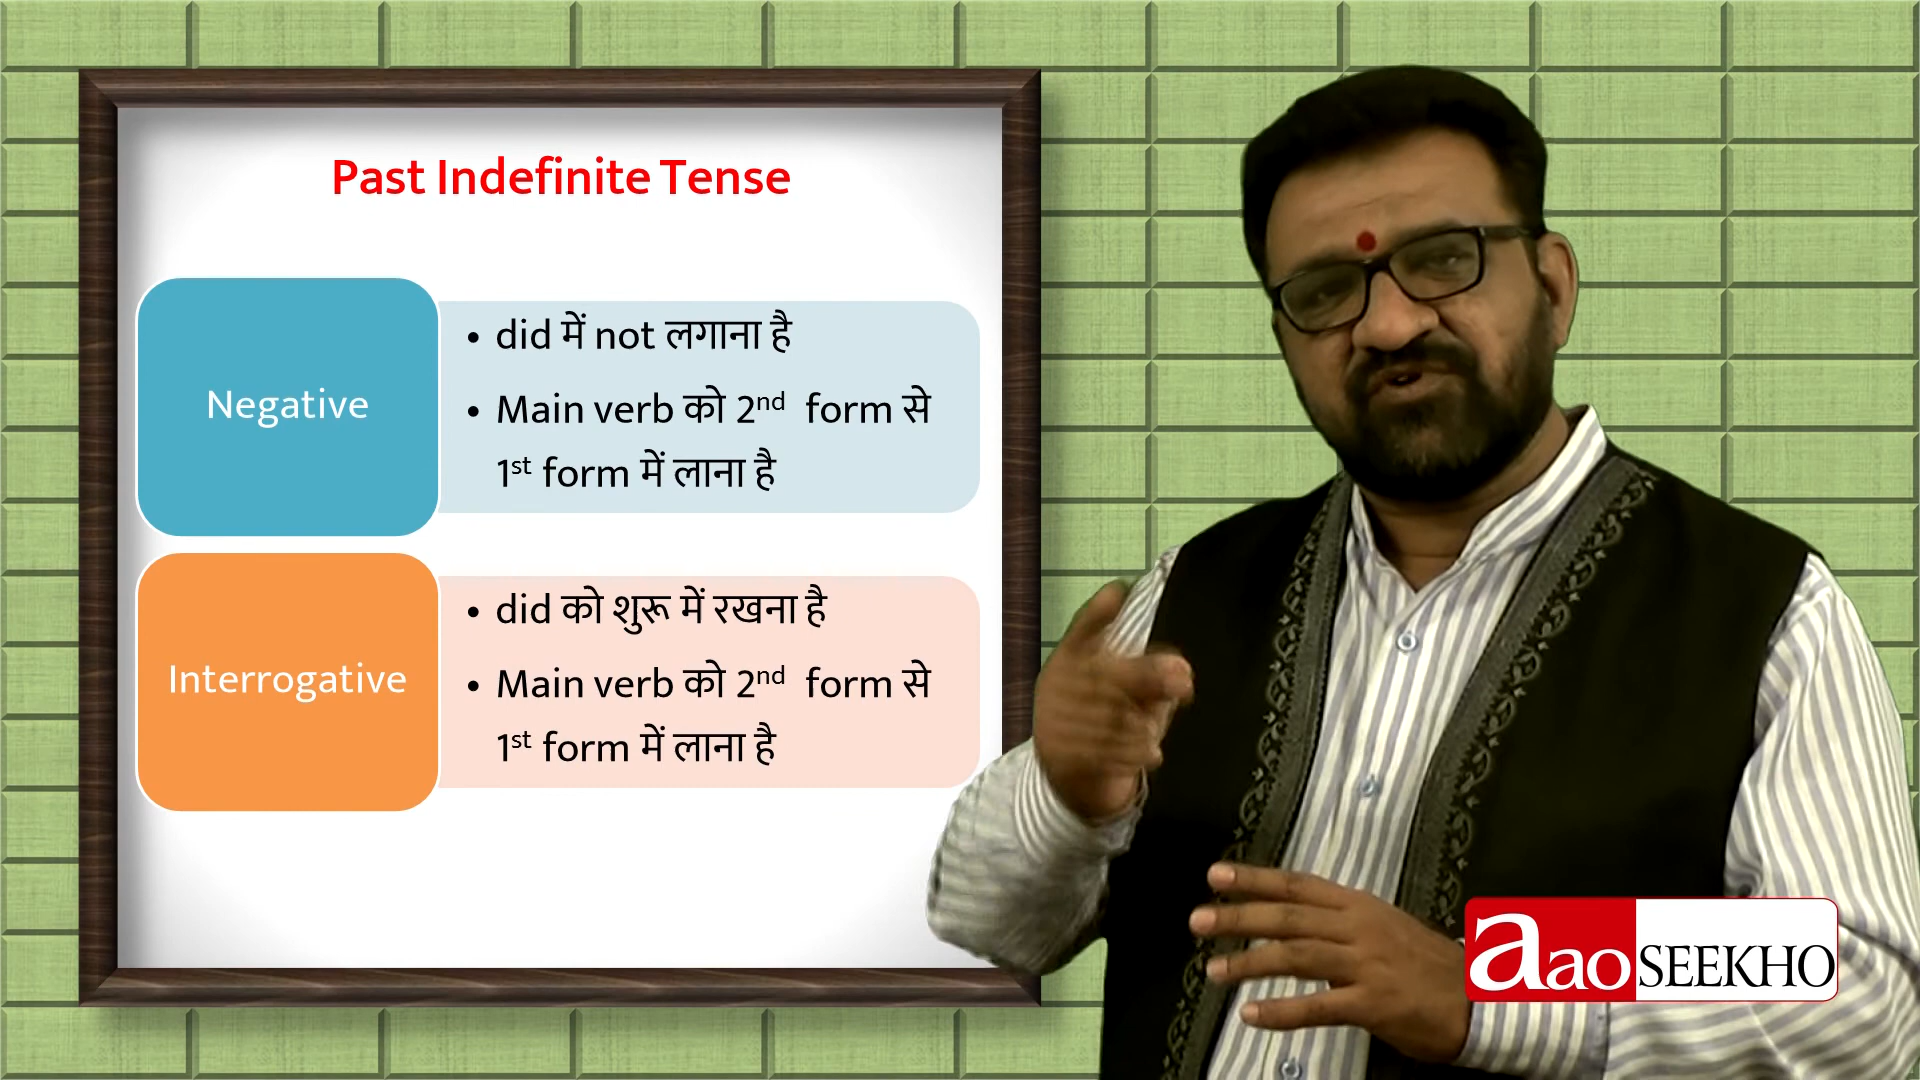 Past Indefinite Tense
Negative
• did में not लगाना है
• Main verb को 2nd form से
1st form में लाना है
Interrogative
• did को शुरू में रखना है
• Main verb को 2nd form से
1st form में लाना है
aao SEEKHO